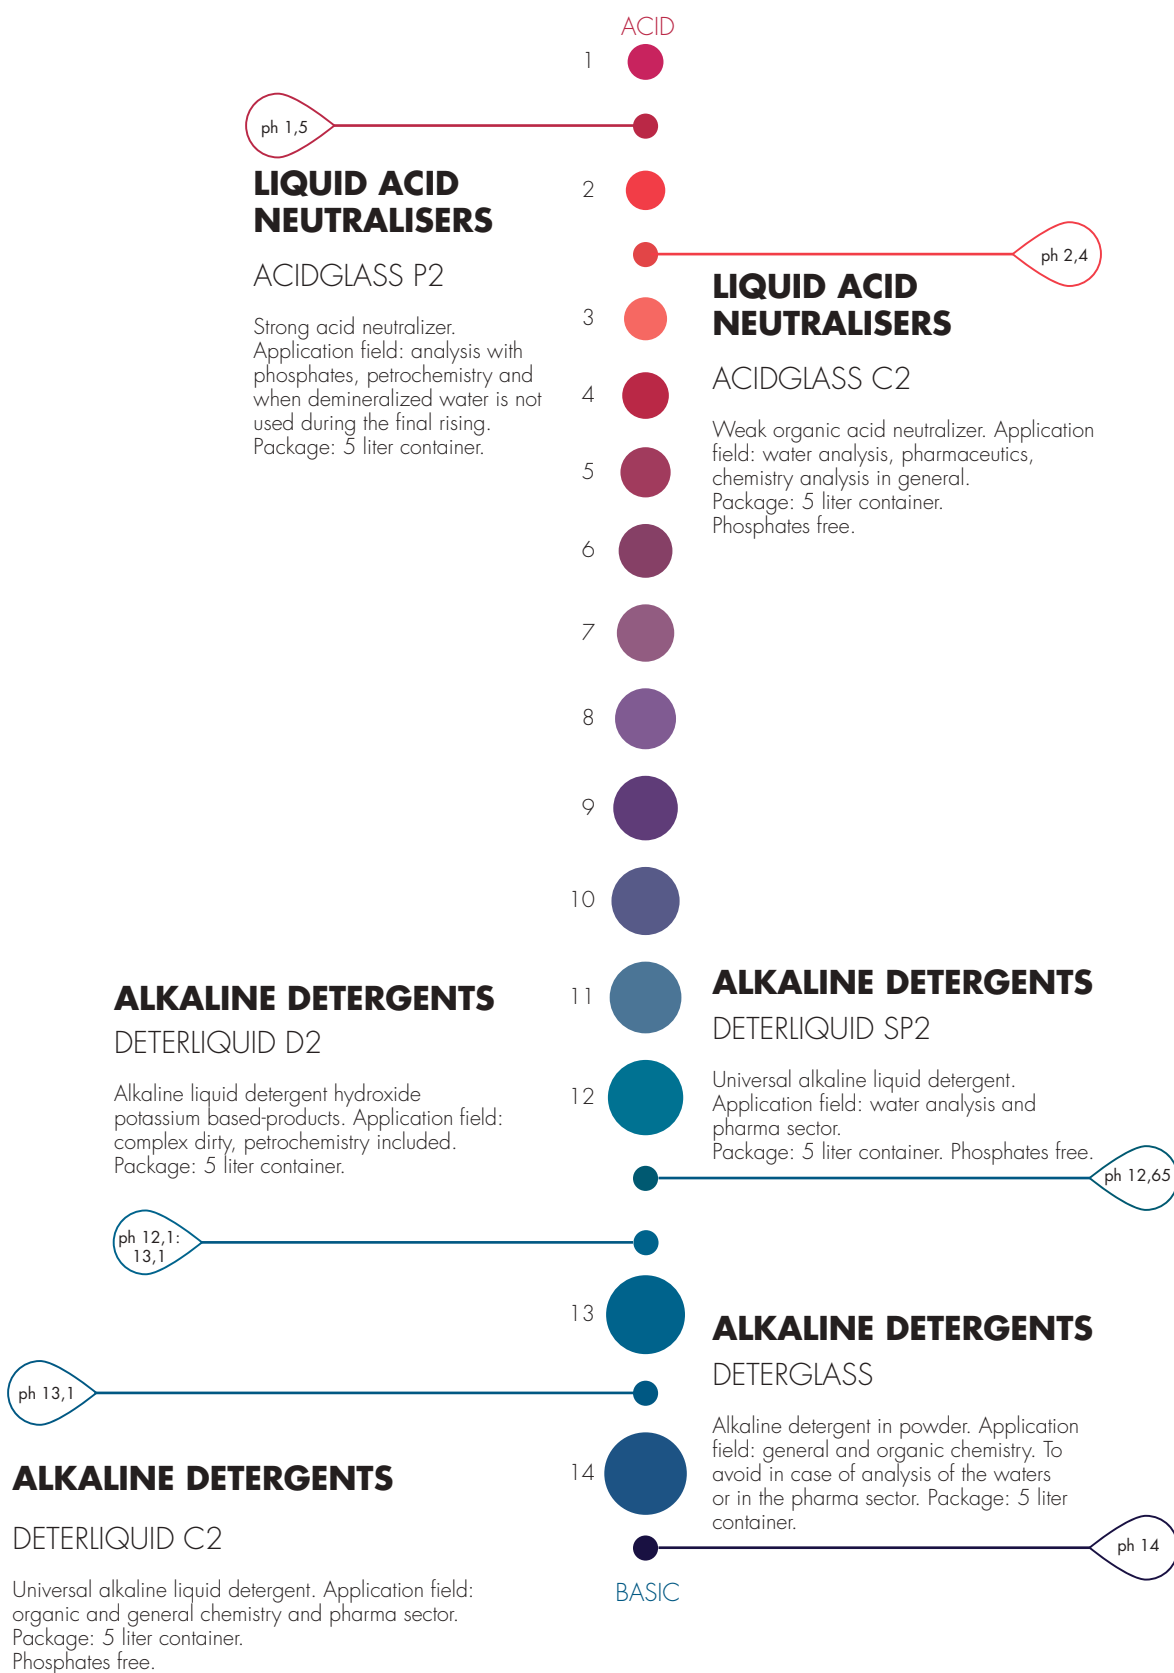 ACID
1
ph 1,5
LIQUID ACID
NEUTRALISERS
ACIDGLASS P2
Strong acid neutralizer.
Application field: analysis with
phosphates, petrochemistry and
when demineralized water is not
used during the final rising.
Package: 5 liter container.
2
ph 2,4
LIQUID ACID
NEUTRALISERS
ACIDGLASS C2
Weak organic acid neutralizer. Application
field: water analysis, pharmaceutics,
chemistry analysis in general.
Package: 5 liter container.
Phosphates free.
3
4
5
6
7
8
9
10
11
12
ALKALINE DETERGENTS
DETERLIQUID D2
Alkaline liquid detergent hydroxide
potassium based-products. Application field:
complex dirty, petrochemistry included.
Package: 5 liter container.
ph 12,1:
13,1
ALKALINE DETERGENTS
DETERLIQUID SP2
Universal alkaline liquid detergent.
Application field: water analysis and
pharma sector.
Package: 5 liter container. Phosphates free.
ph 12,65
13
ph 13,1
ALKALINE DETERGENTS
DETERLIQUID C2
Universal alkaline liquid detergent. Application field:
organic and general chemistry and pharma sector.
Package: 5 liter container.
Phosphates free.
ALKALINE DETERGENTS
DETERGLASS
Alkaline detergent in powder. Application
field: general and organic chemistry. To
avoid in case of analysis of the waters
or in the pharma sector. Package: 5 liter
container.
14
ph 14
BASIC